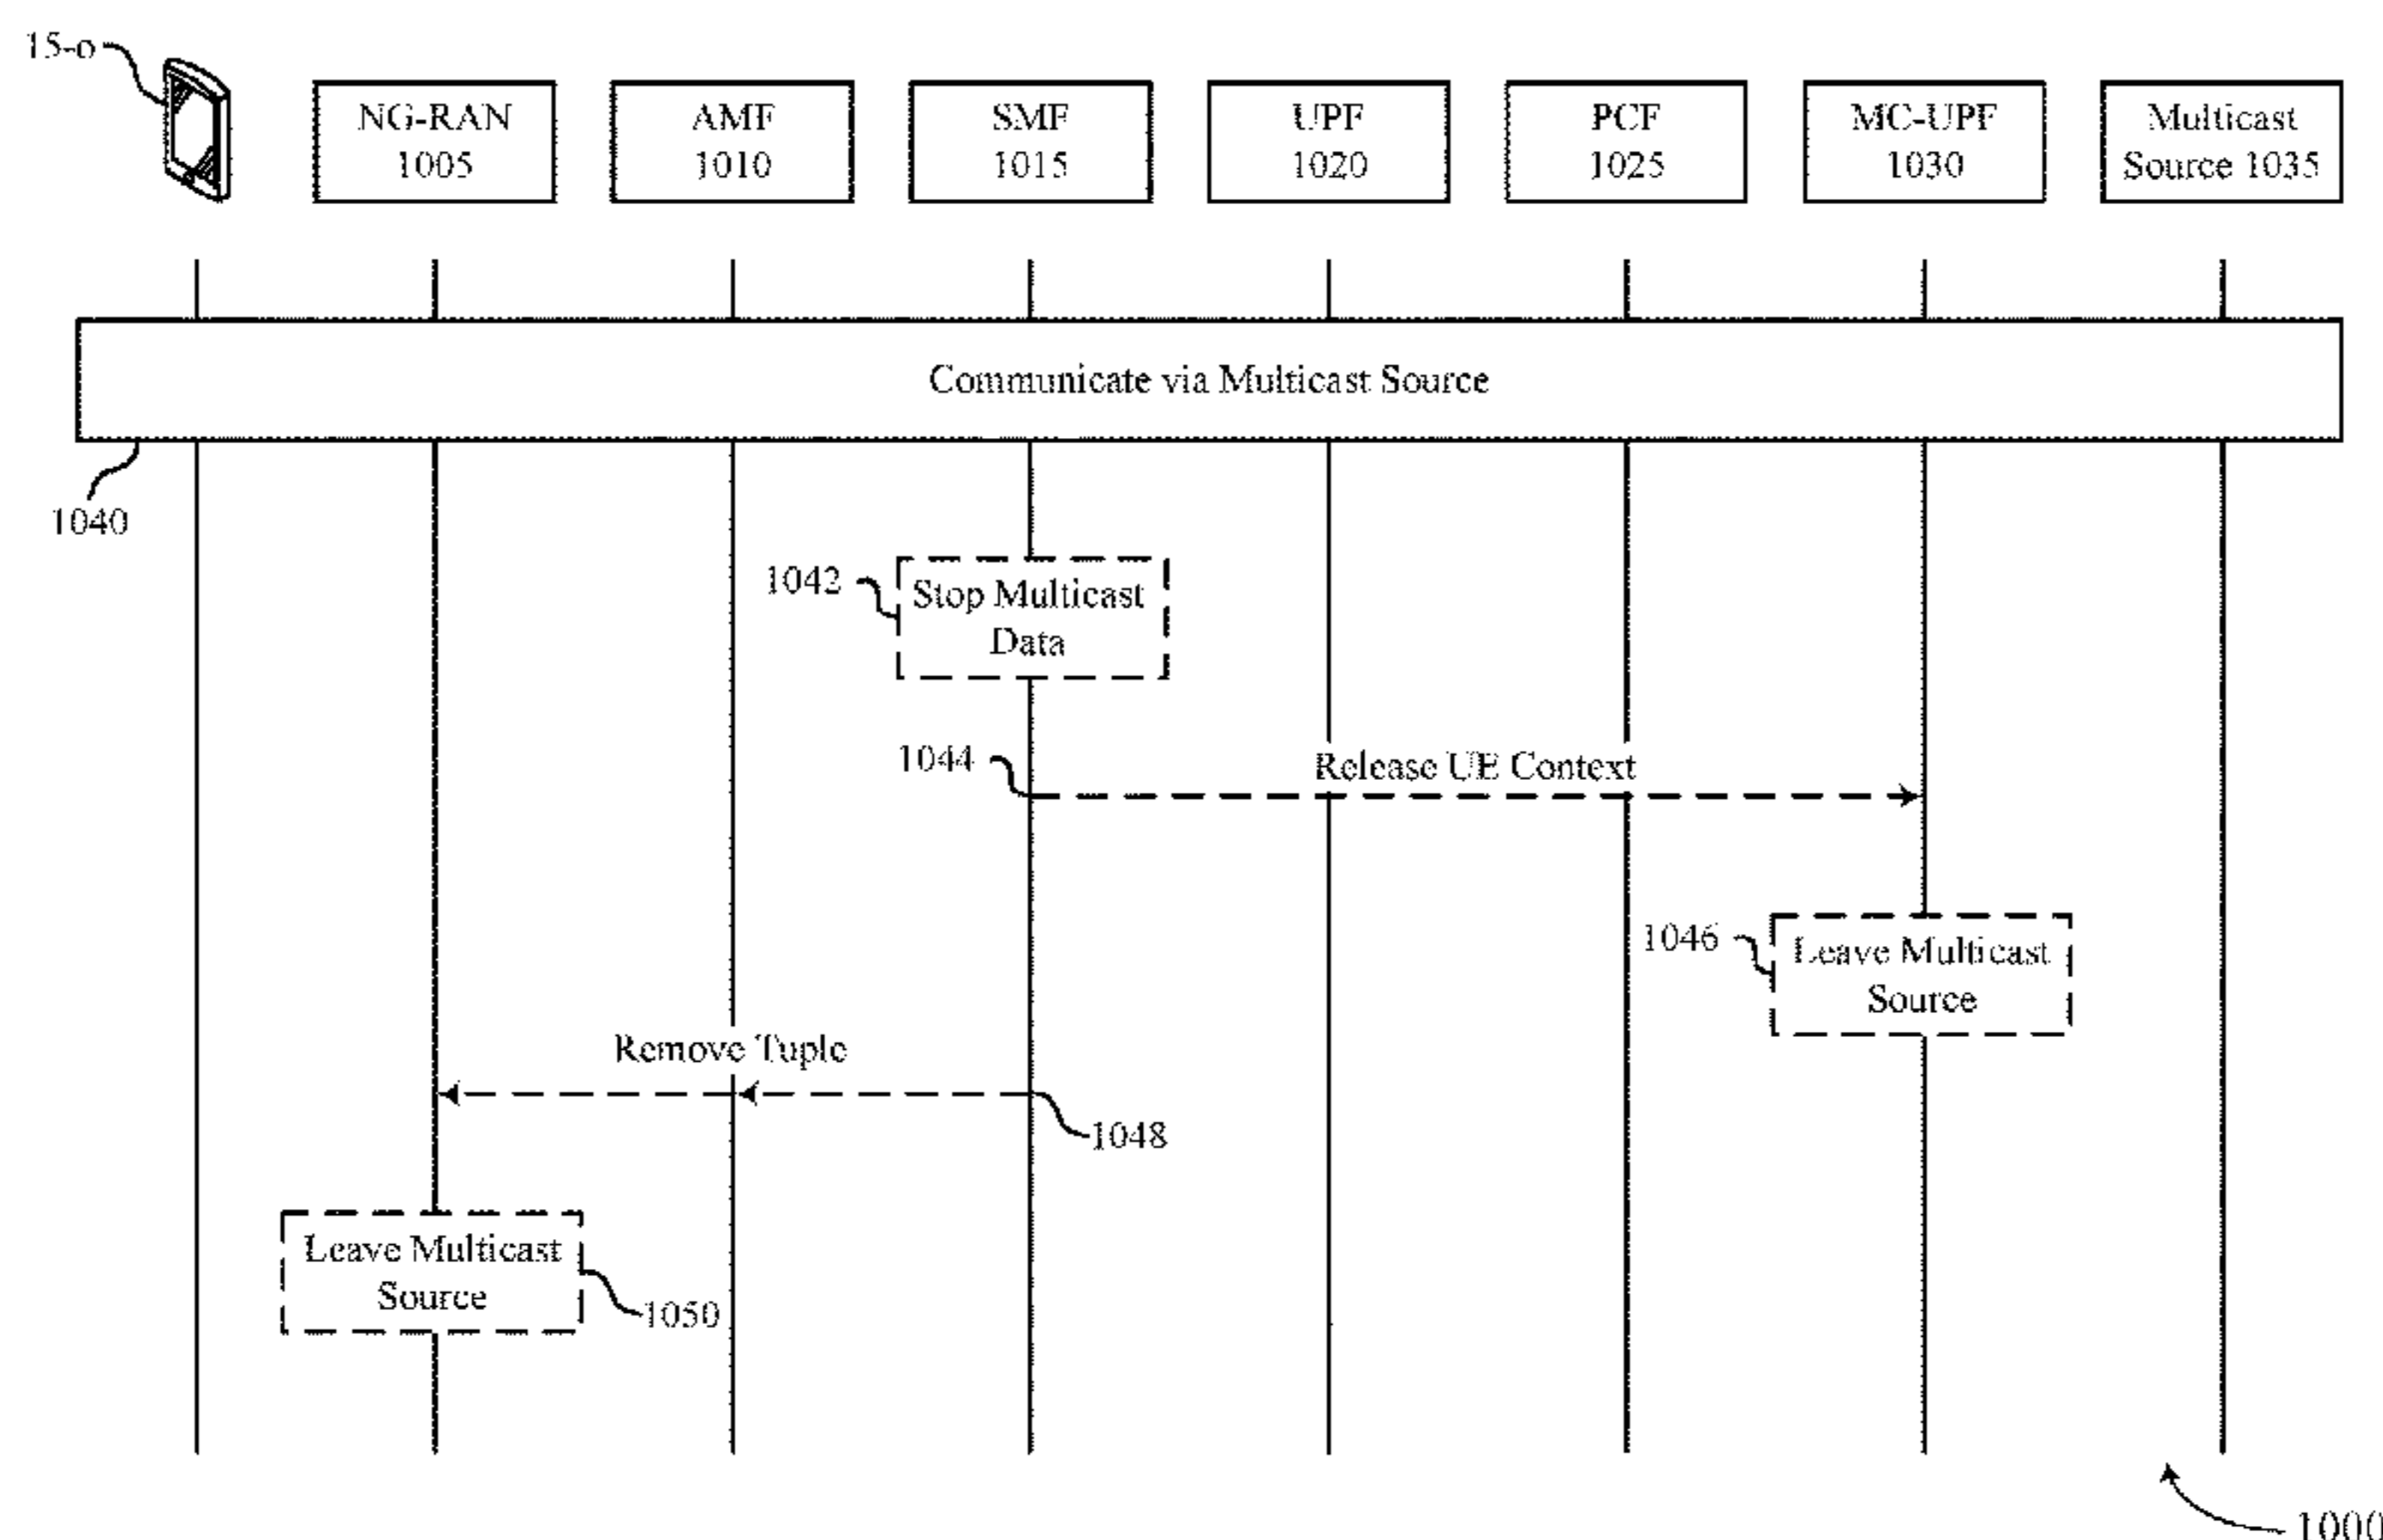 15-o
NG-RAN
1005
AMF
1010
SMF
1015
UPF
1020
PCF
1025
MC-UPF
1030
Multicast
Source 1035
Communicate via Multicast Source
1040
1042
Stop Multicast
Data
1044
Release UE Context
1046
Leave Multicast
Source
Remove Tuple
1048
Leave Multicast
Source
1050
1000